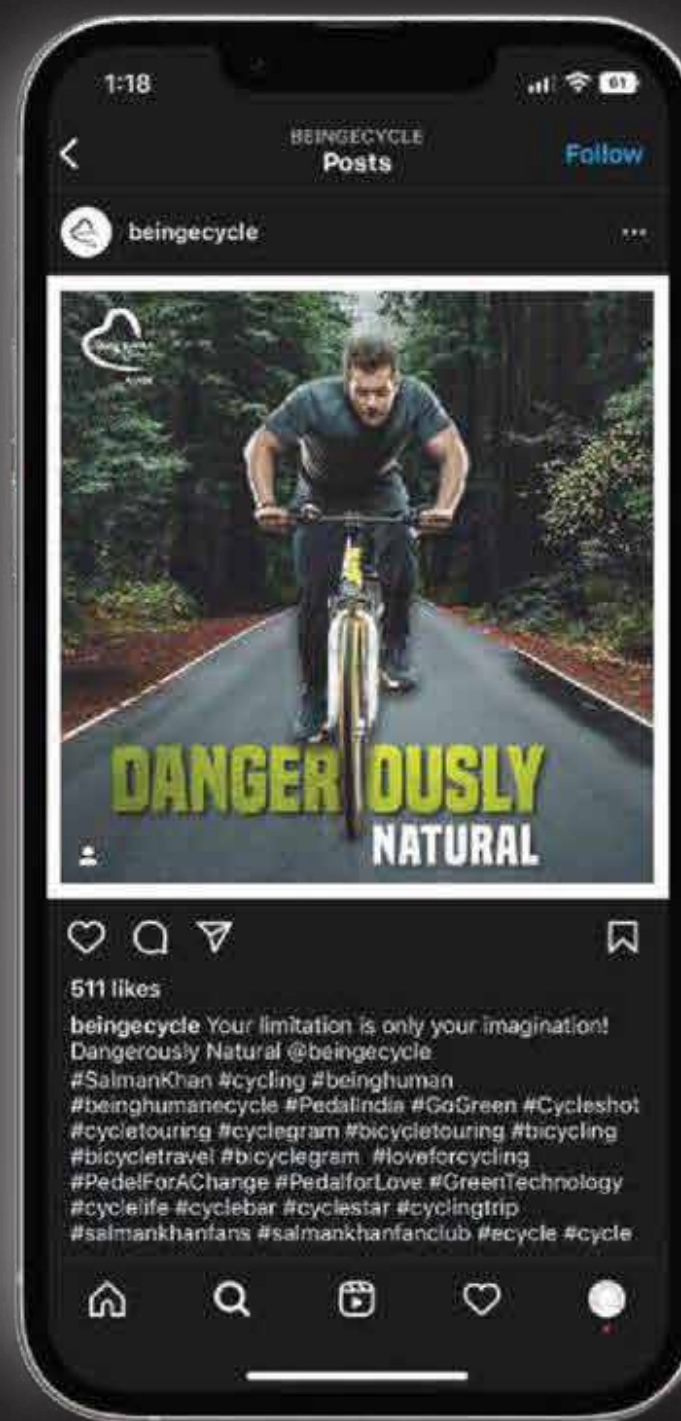 1:18
61
BEINGECYCLE
Posts
Follow
beingecycle
DANGEROUSLY
NATURAL
511 likes
beingecycle Your limitation is only your imagination!
Dangerously Natural @beingecycle
#SalmanKhan #cycling #beinghuman
#beinghumanecycle #PedalIndia #GoGreen #Cycleshot
#cycletouring #cyclegram #bicycletouring #bicycling
#bicycletravel #bicyclegram #loveforcycling
#PedelForAChange #PedalforLove #GreenTechnology
#cyclelife #cyclebar #cyclestar #cyclingtrip
#salmankhanfans #salmankhanfanclub #ecycle #cycle